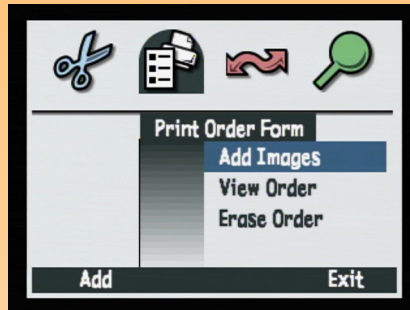 Print Order Form
Add Images
View Order
Erase Order
Add Exit